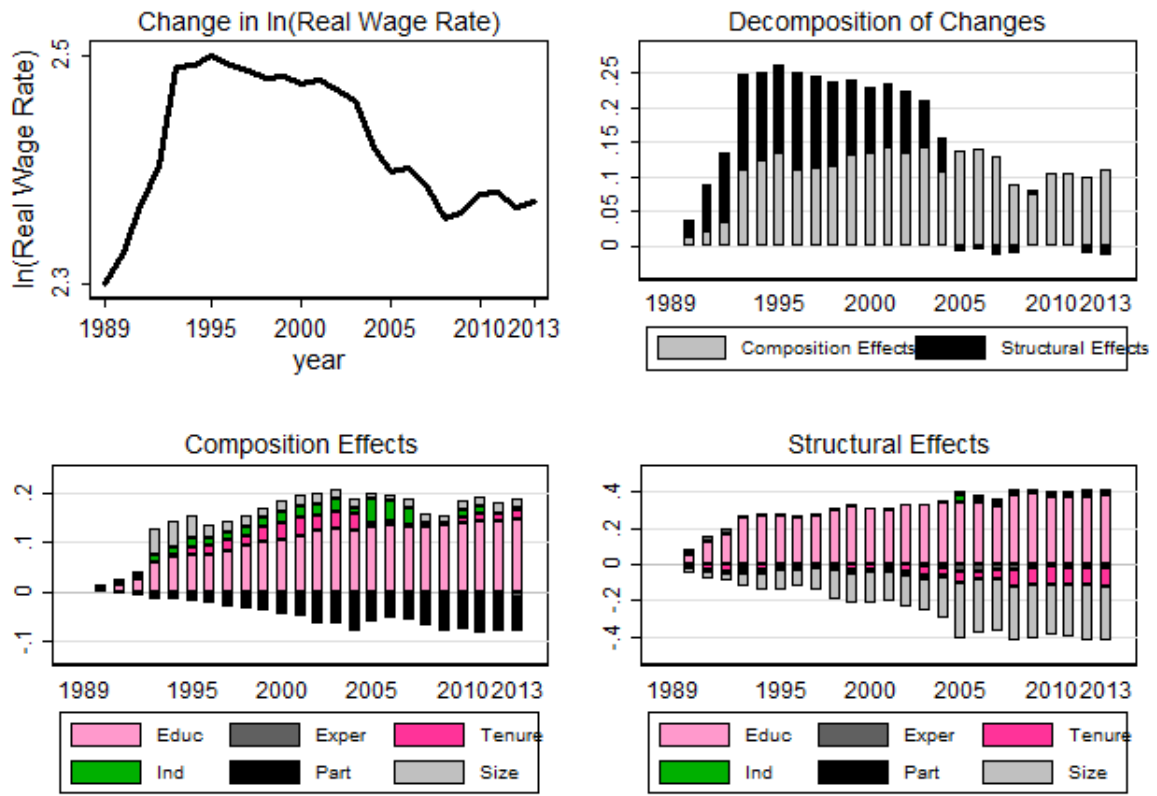 Change in ln(Real Wage Rate)
ln(Real Wage Rate)
2.5
2.3
1989 1995 2000 2005 2010 2013
year
Decomposition of Changes
.25
.2
.15
.1
.05
0
1989 1995 2000 2005 2010 2013
Composition Effects Structural Effects
Composition Effects
.2
.1
0
-.1
1989 1995 2000 2005 2010 2013
Educ Exper Tenure
Ind Part Size
Structural Effects
.4
.2
0
-.2
-.4
1989 1995 2000 2005 2010 2013
Educ Exper Tenure
Ind Part Size